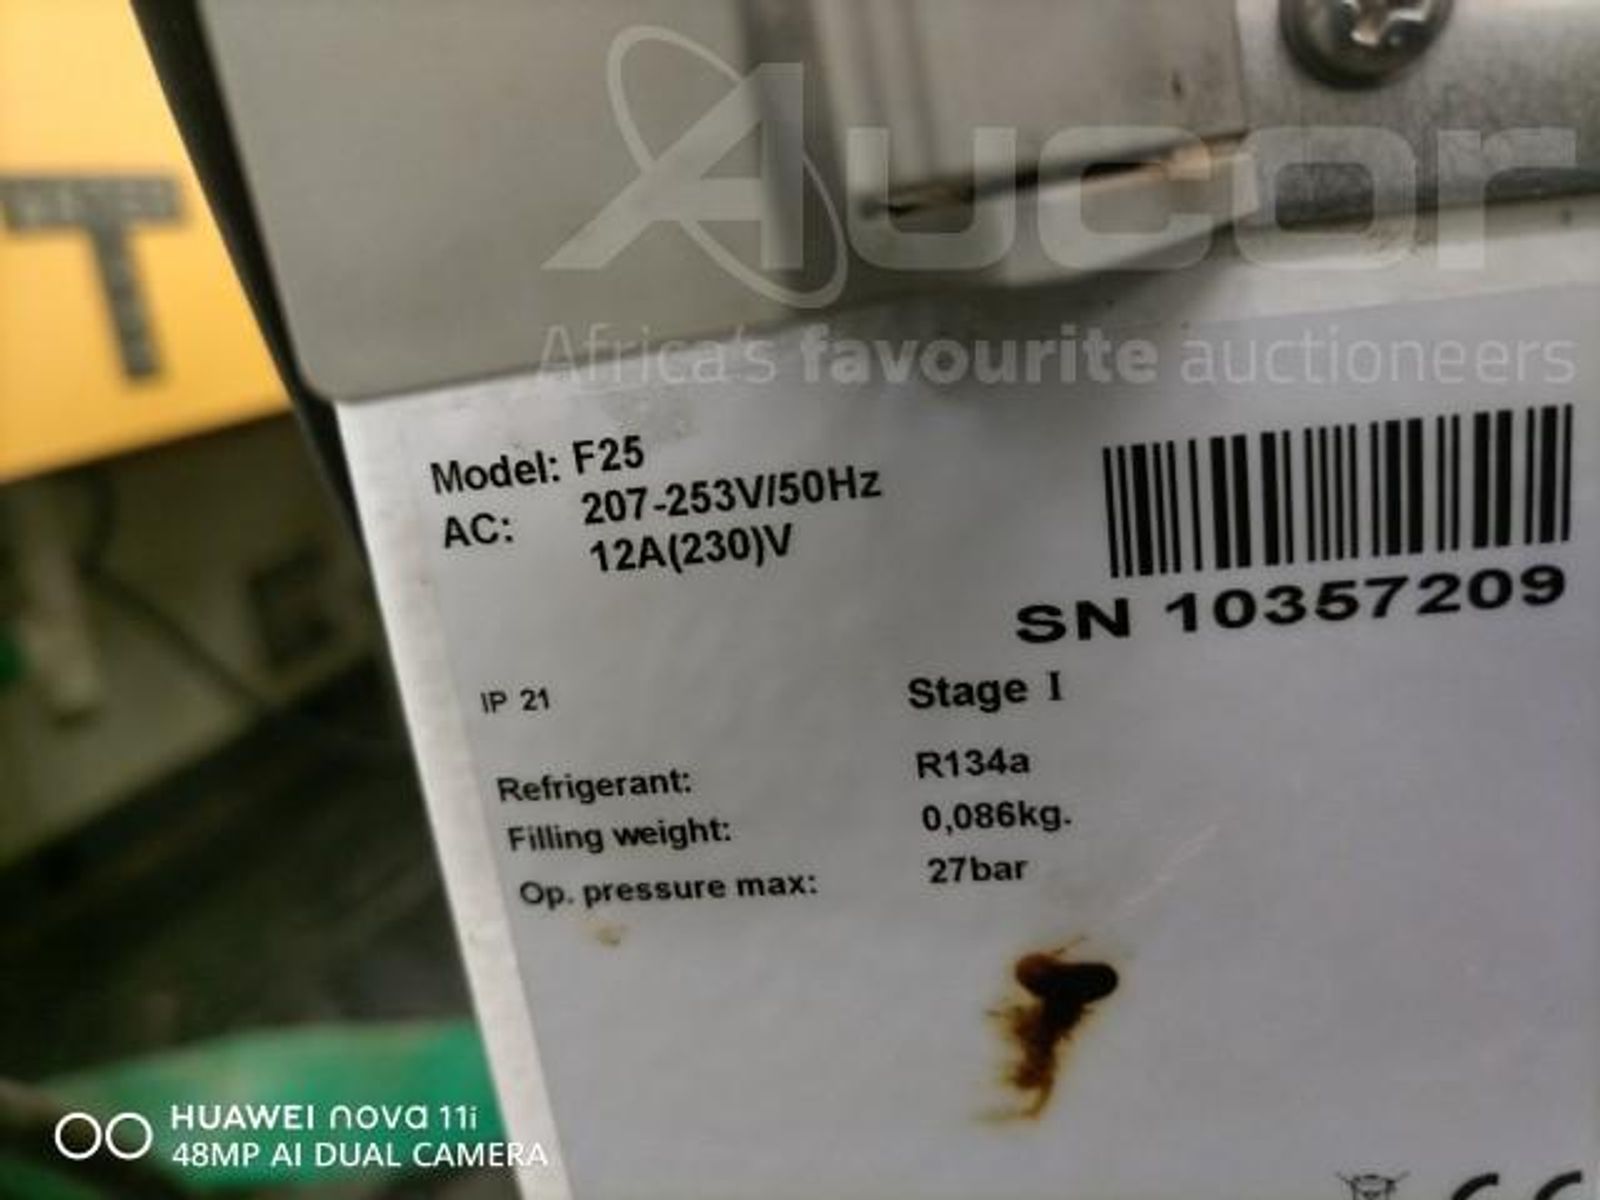 T
Aucor
Africa's favourite auctioneers
Model: F25
AC: 207-253V/50Hz
12A(230)V
SN 10357209
IP 21
Stage I
Refrigerant: R134a
Filling weight: 0,086kg.
Op. pressure max: 27bar
HUAWEI nova 11i
48MP AI DUAL CAMERA